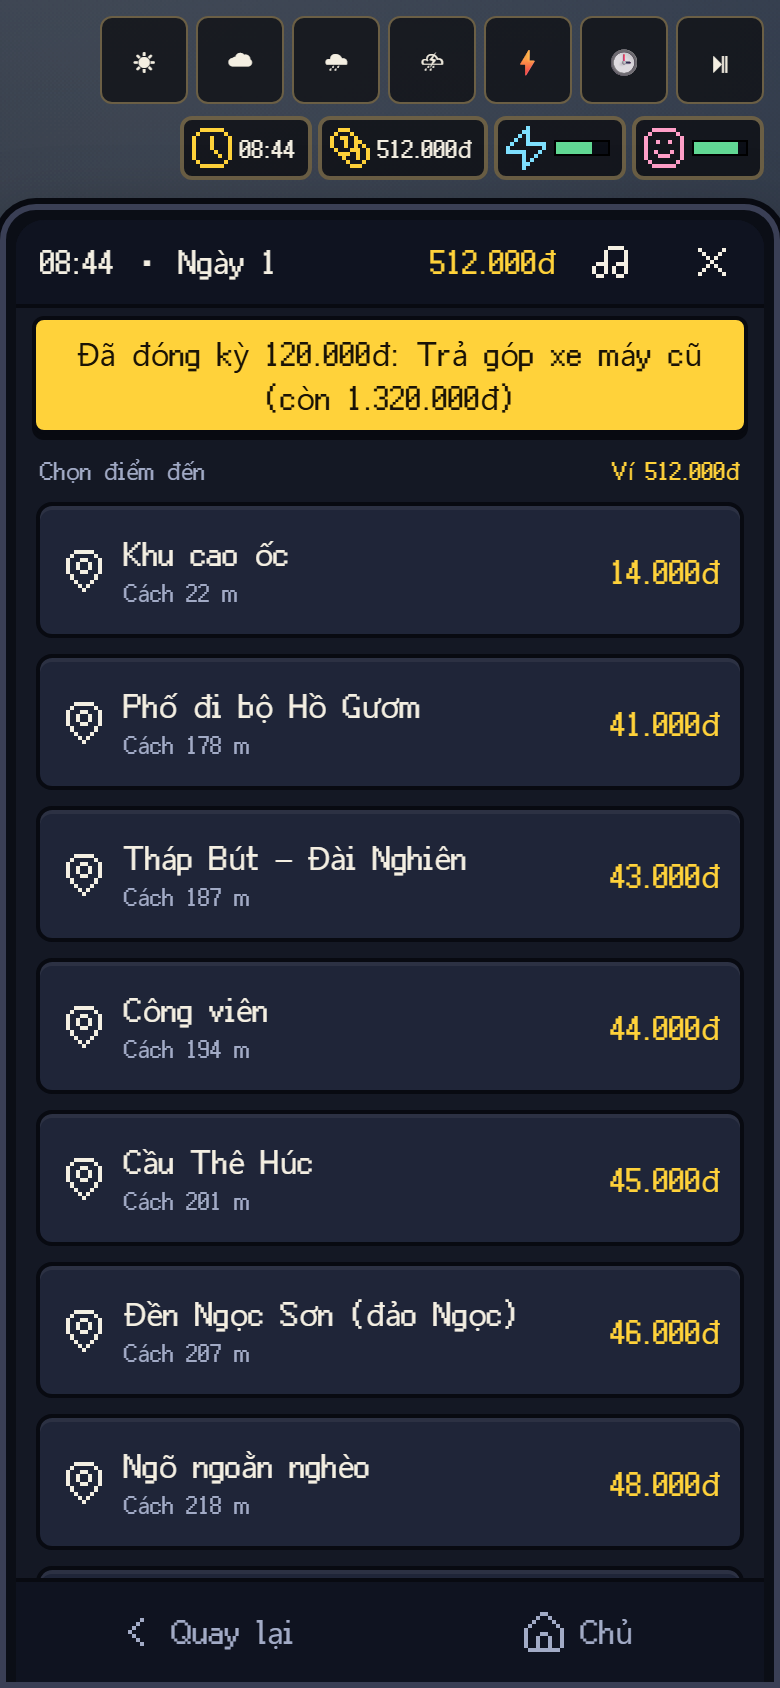 08:44
512.000đ
08:44 · Ngày 1
512.000đ
Đã đóng kỳ 120.000đ: Trả góp xe máy cũ
(còn 1.320.000đ)
Chọn điểm đến
Ví 512.000đ
Khu cao ốc
14.000đ
Cách 22 m
Phố đi bộ Hồ Gươm
41.000đ
Cách 178 m
Tháp Bút – Đài Nghiên
43.000đ
Cách 187 m
Công viên
44.000đ
Cách 194 m
Cầu Thê Húc
45.000đ
Cách 201 m
Đền Ngọc Sơn (đảo Ngọc)
46.000đ
Cách 207 m
Ngõ ngoằn nghèo
48.000đ
Cách 218 m
Quay lại
Chủ